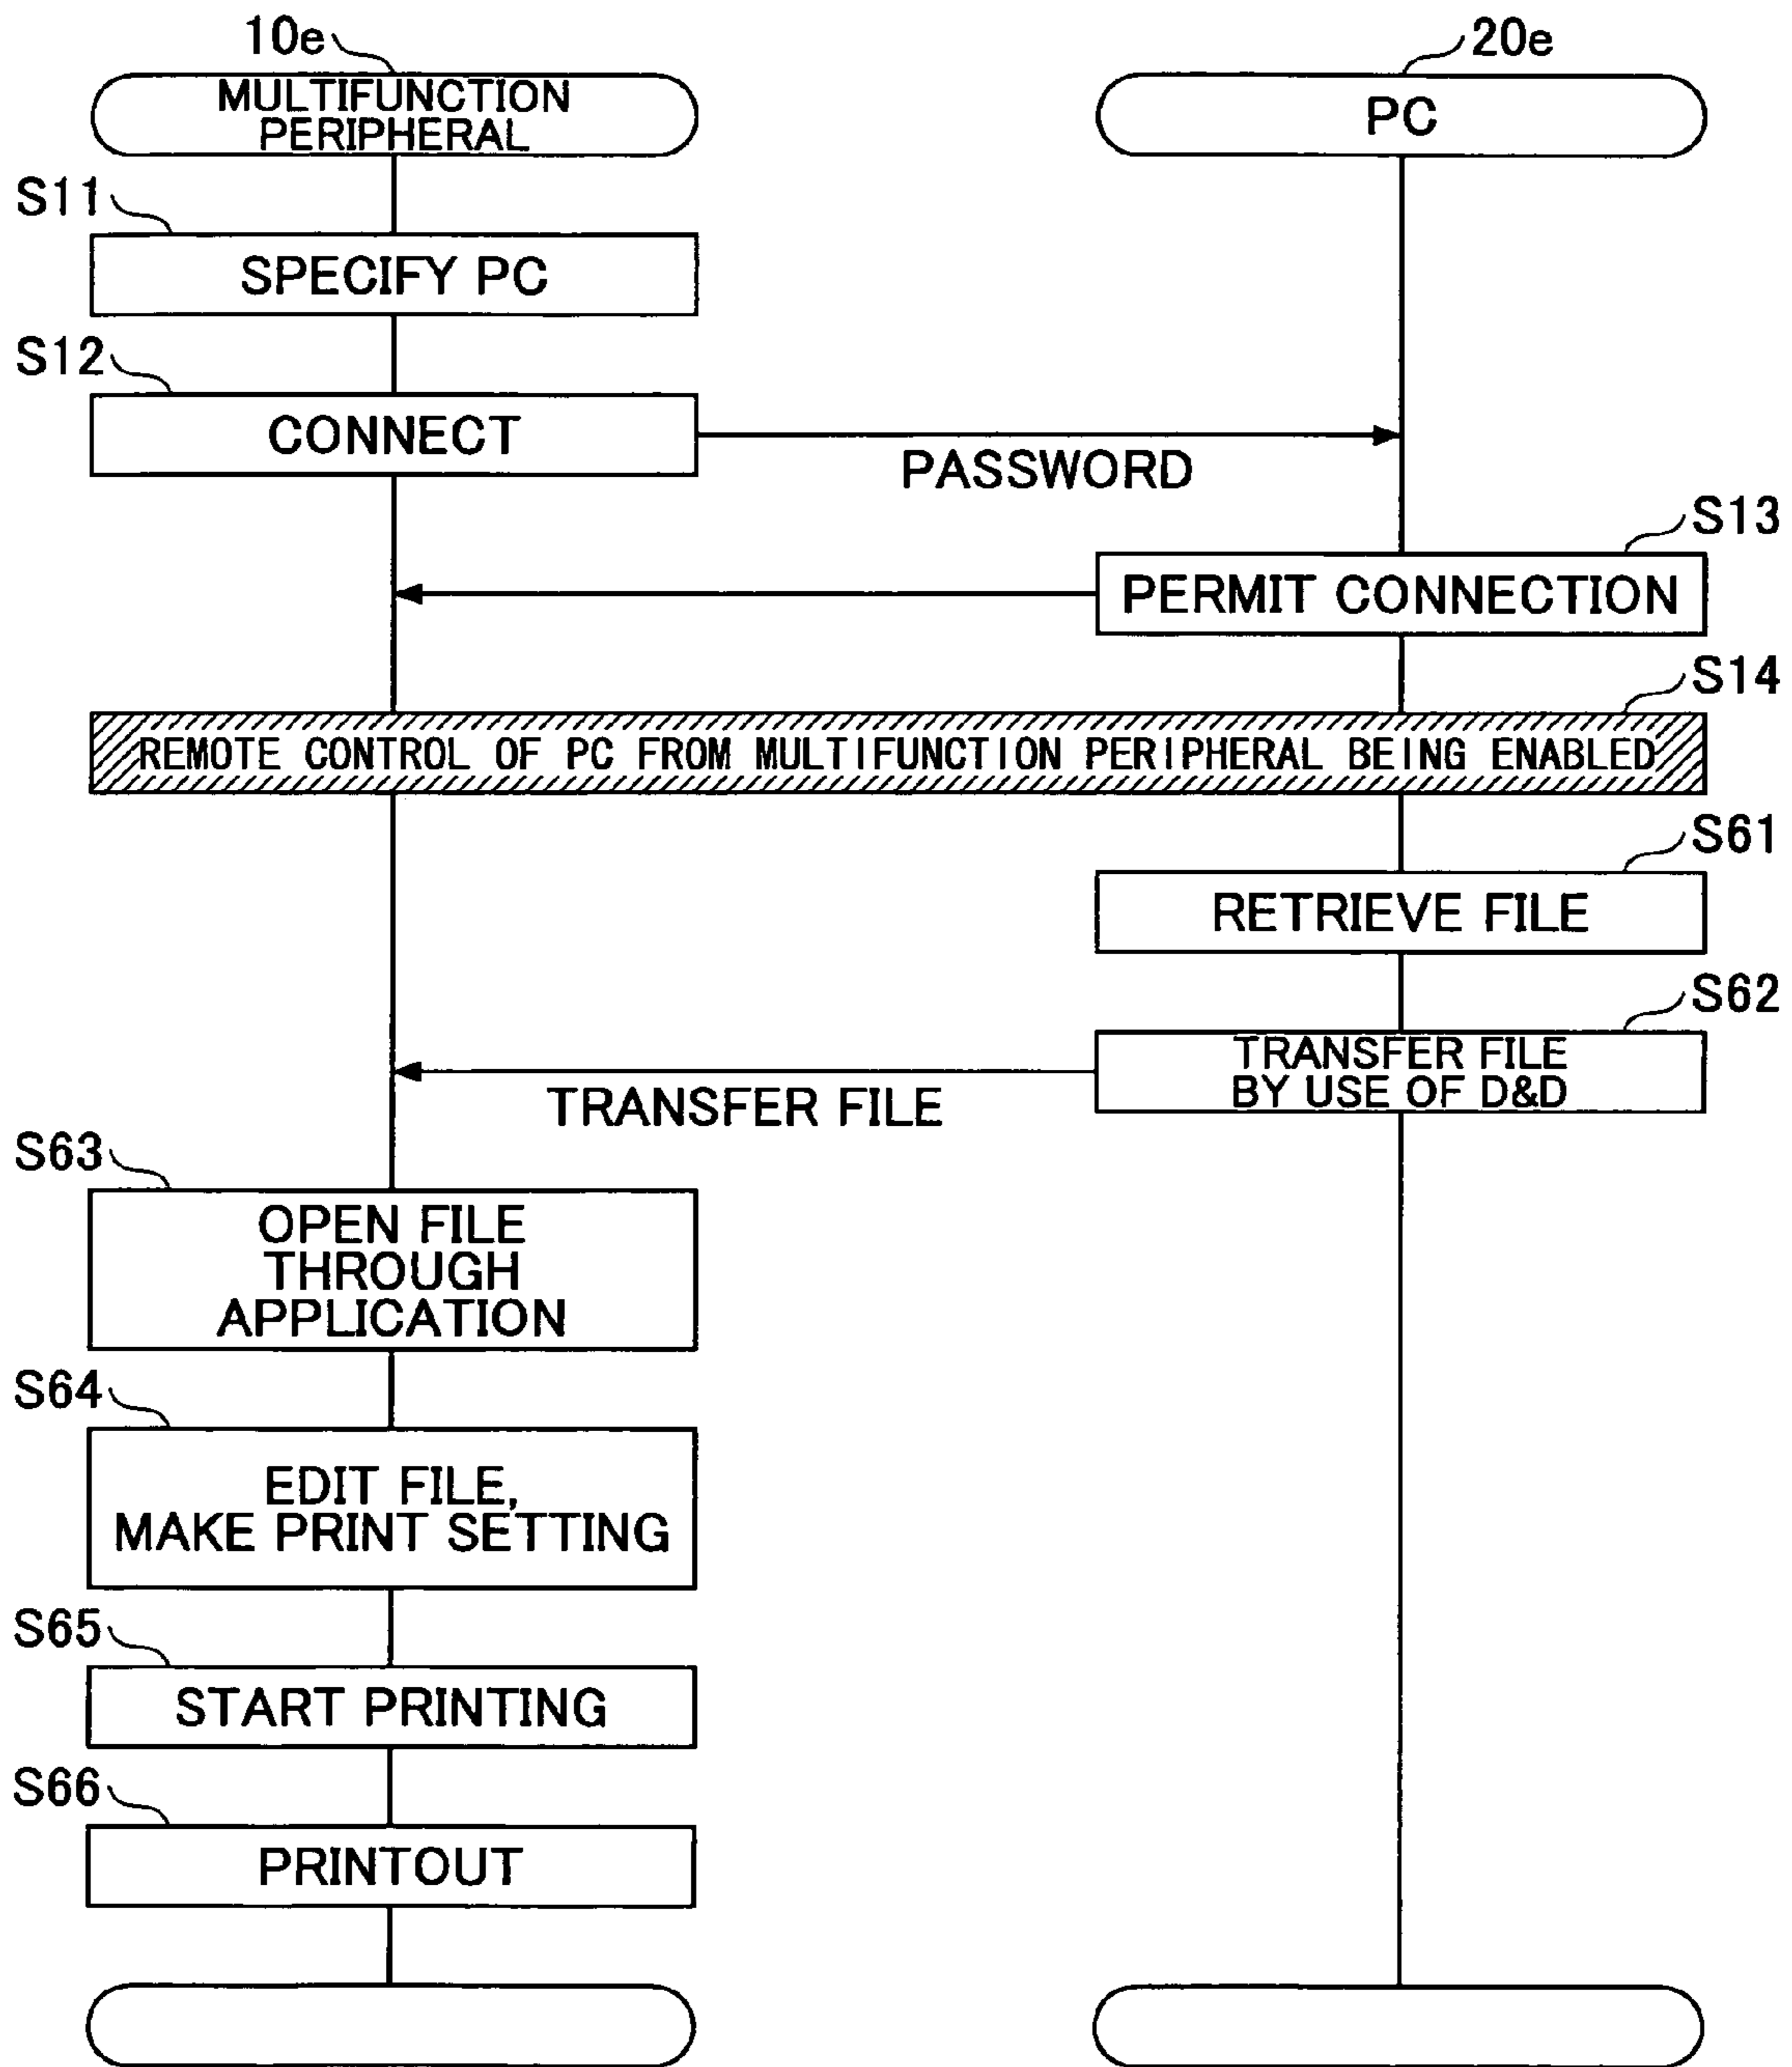 10e
20e
MULTIFUNCTION
PERIPHERAL
PC
S11
SPECIFY PC
S12
CONNECT
PASSWORD
S13
PERMIT CONNECTION
S14
REMOTE CONTROL OF PC FROM MULTIFUNCTION PERIPHERAL BEING ENABLED
S61
RETRIEVE FILE
S62
TRANSFER FILE
BY USE OF D&D
TRANSFER FILE
S63
OPEN FILE
THROUGH
APPLICATION
S64
EDIT FILE,
MAKE PRINT SETTING
S65
START PRINTING
S66
PRINTOUT